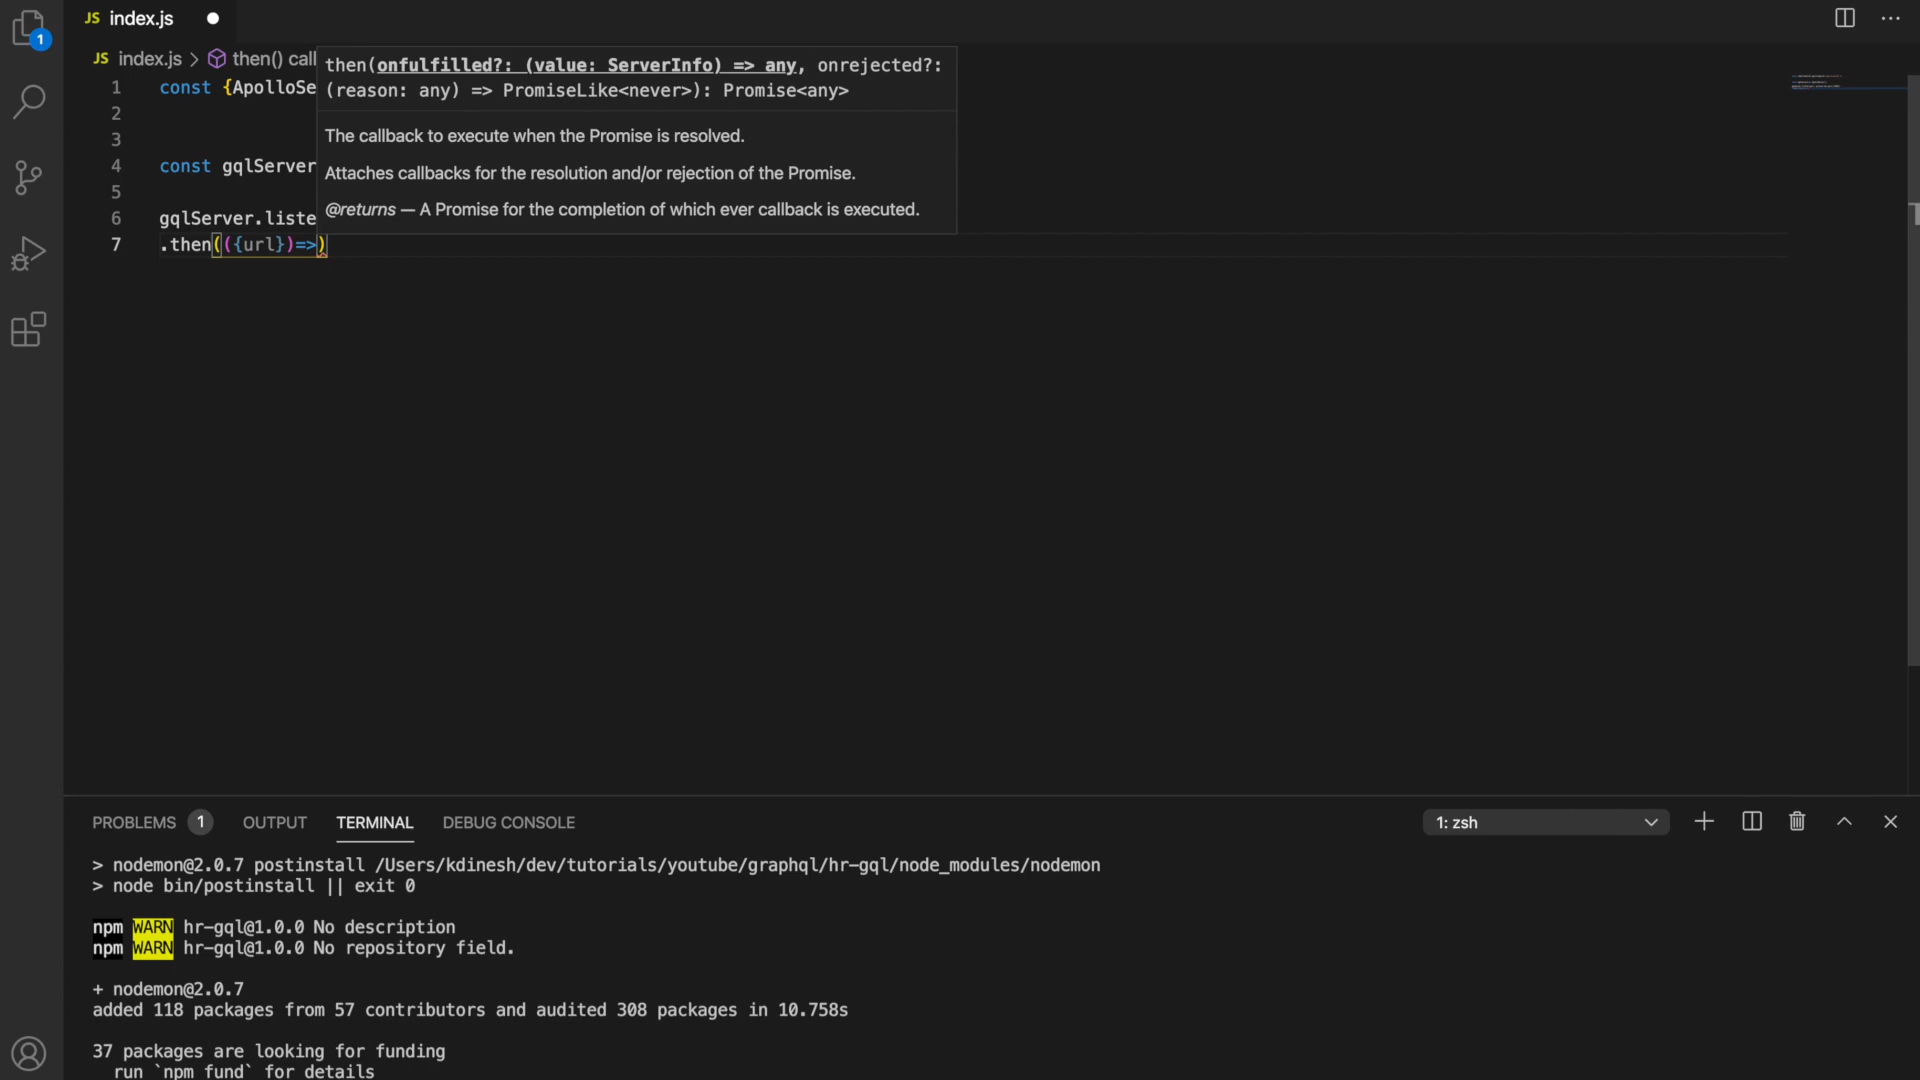 JS index.js
1
JS index.js > then() call
then(onfulfilled?: (value: ServerInfo) => any, onrejected?:
(reason: any) => PromiseLike<never>): Promise<any>
The callback to execute when the Promise is resolved.
Attaches callbacks for the resolution and/or rejection of the Promise.
@returns — A Promise for the completion of which ever callback is executed.
1 const {ApolloSe
2
3
4 const gqlServer
5
6 gqlServer.liste
7 .then(({url})=>)
PROBLEMS 1 OUTPUT TERMINAL DEBUG CONSOLE 1: zsh
> nodemon@2.0.7 postinstall /Users/kdinesh/dev/tutorials/youtube/graphql/hr-gql/node_modules/nodemon
> node bin/postinstall || exit 0
npm WARN hr-gql@1.0.0 No description
npm WARN hr-gql@1.0.0 No repository field.
+ nodemon@2.0.7
added 118 packages from 57 contributors and audited 308 packages in 10.758s
37 packages are looking for funding
run `npm fund` for details